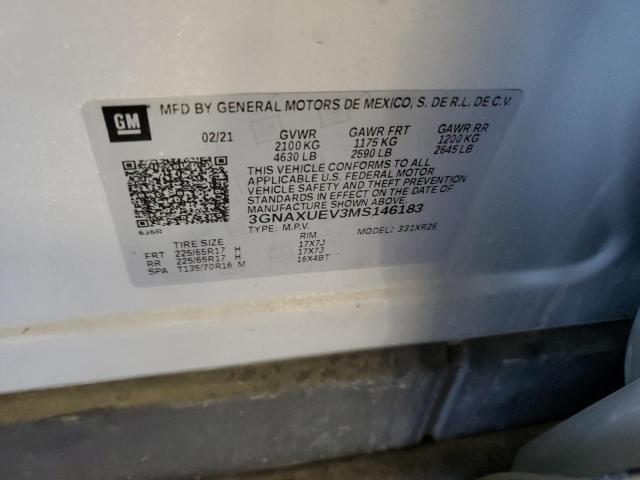 GM MFD BY GENERAL MOTORS DE MEXICO, S. DE R.L. DE C.V.
02/21 GVWR GAWR FRT GAWR RR
2100 KG 1175 KG 1200 KG
4630 LB 2590 LB 2645 LB
THIS VEHICLE CONFORMS TO ALL
APPLICABLE U.S. FEDERAL MOTOR
VEHICLE SAFETY AND THEFT PREVENTION
STANDARDS IN EFFECT ON THE DATE OF
MANUFACTURE SHOWN ABOVE.
3GNAXUEV3MS146183
TYPE: M.P.V. MODEL: 331XR26
636R
TIRE SIZE RIM
FRT 225/65R17 H 17X7J
RR 225/65R17 H 17X7J
SPA T135/70R16 M 16X4BT